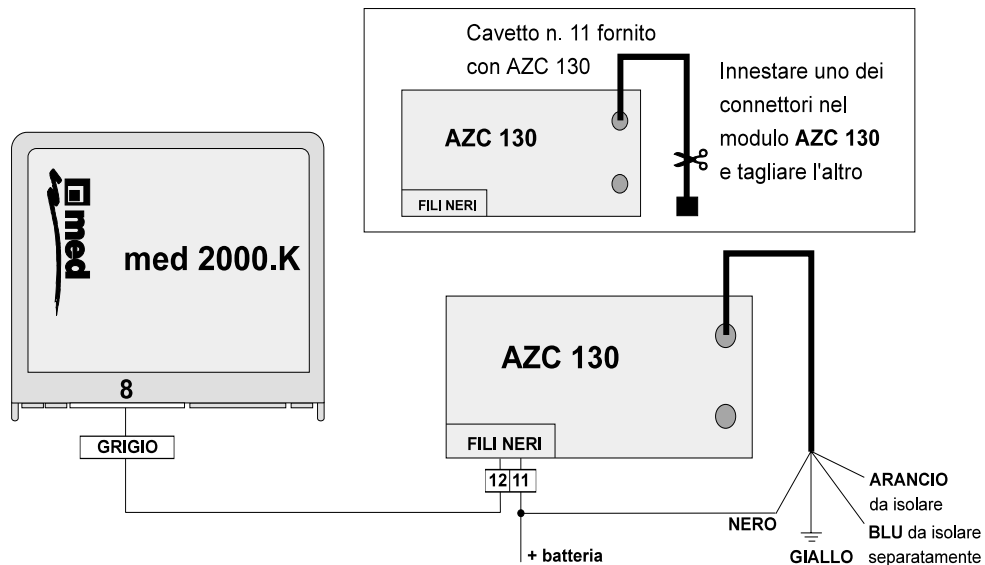 Cavetto n. 11 fornito
con AZC 130
Innestare uno dei
connettori nel
modulo AZC 130
e tagliare l'altro
AZC 130
FILI NERI
med
med 2000.K
8
GRIGIO
AZC 130
FILI NERI
12 11
+ batteria
NERO
GIALLO
ARANCIO
da isolare
BLU da isolare
separatamente